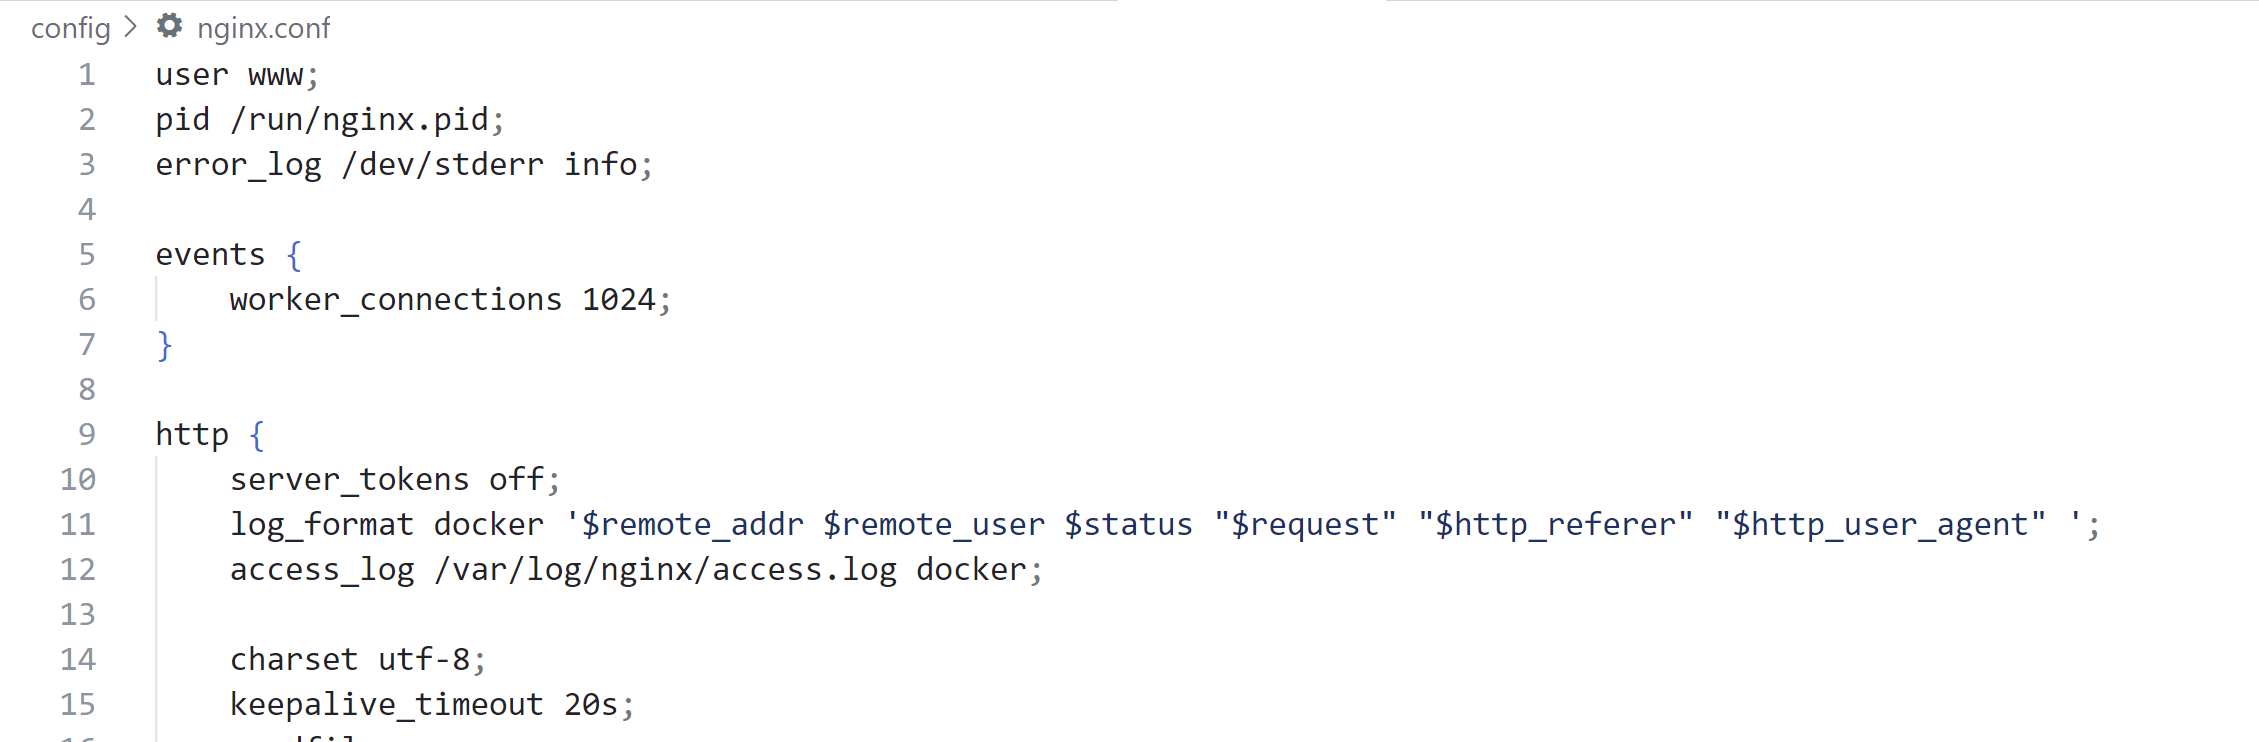 config > nginx.conf
1 user www;
2 pid /run/nginx.pid;
3 error_log /dev/stderr info;
4
5 events {
6     worker_connections 1024;
7 }
8
9 http {
10     server_tokens off;
11     log_format docker '$remote_addr $remote_user $status "$request" "$http_referer" "$http_user_agent" ';
12     access_log /var/log/nginx/access.log docker;
13
14     charset utf-8;
15     keepalive_timeout 20s;